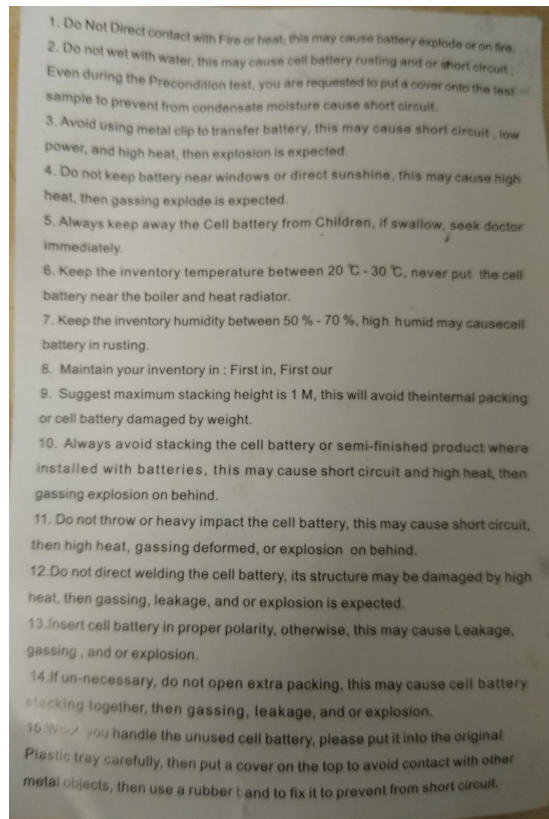 1. Do Not Direct contact with Fire or heat, this may cause battery explode or on fire.
2. Do not wet with water, this may cause cell battery rusting and or short circuit ;
Even during the Precondition test, you are requested to put a cover onto the test
sample to prevent from condensate moisture cause short circuit.
3. Avoid using metal clip to transfer battery, this may cause short circuit , low
power, and high heat, then explosion is expected.
4. Do not keep battery near windows or direct sunshine, this may cause high
heat, then gassing explode is expected.
5. Always keep away the Cell battery from Children, if swallow, seek doctor
immediately.
6. Keep the inventory temperature between 20 ℃ - 30 ℃, never put the cell
battery near the boiler and heat radiator.
7. Keep the inventory humidity between 50 % - 70 %, high humid may causecell
battery in rusting.
8. Maintain your inventory in : First in, First our
9. Suggest maximum stacking height is 1 M, this will avoid theinternal packing
or cell battery damaged by weight.
10. Always avoid stacking the cell battery or semi-finished product where
installed with batteries, this may cause short circuit and high heat, then
gassing explosion on behind.
11. Do not throw or heavy impact the cell battery, this may cause short circuit,
then high heat, gassing deformed, or explosion on behind.
12.Do not direct welding the cell battery, its structure may be damaged by high
heat, then gassing, leakage, and or explosion is expected.
13.Insert cell battery in proper polarity, otherwise, this may cause Leakage,
gassing , and or explosion.
14.If un-necessary, do not open extra packing, this may cause cell battery
stacking together, then gassing, leakage, and or explosion.
15. you handle the unused cell battery, please put it into the original
Plastic tray carefully, then put a cover on the top to avoid contact with other
metal objects, then use a rubber band to fix it to prevent from short circuit.